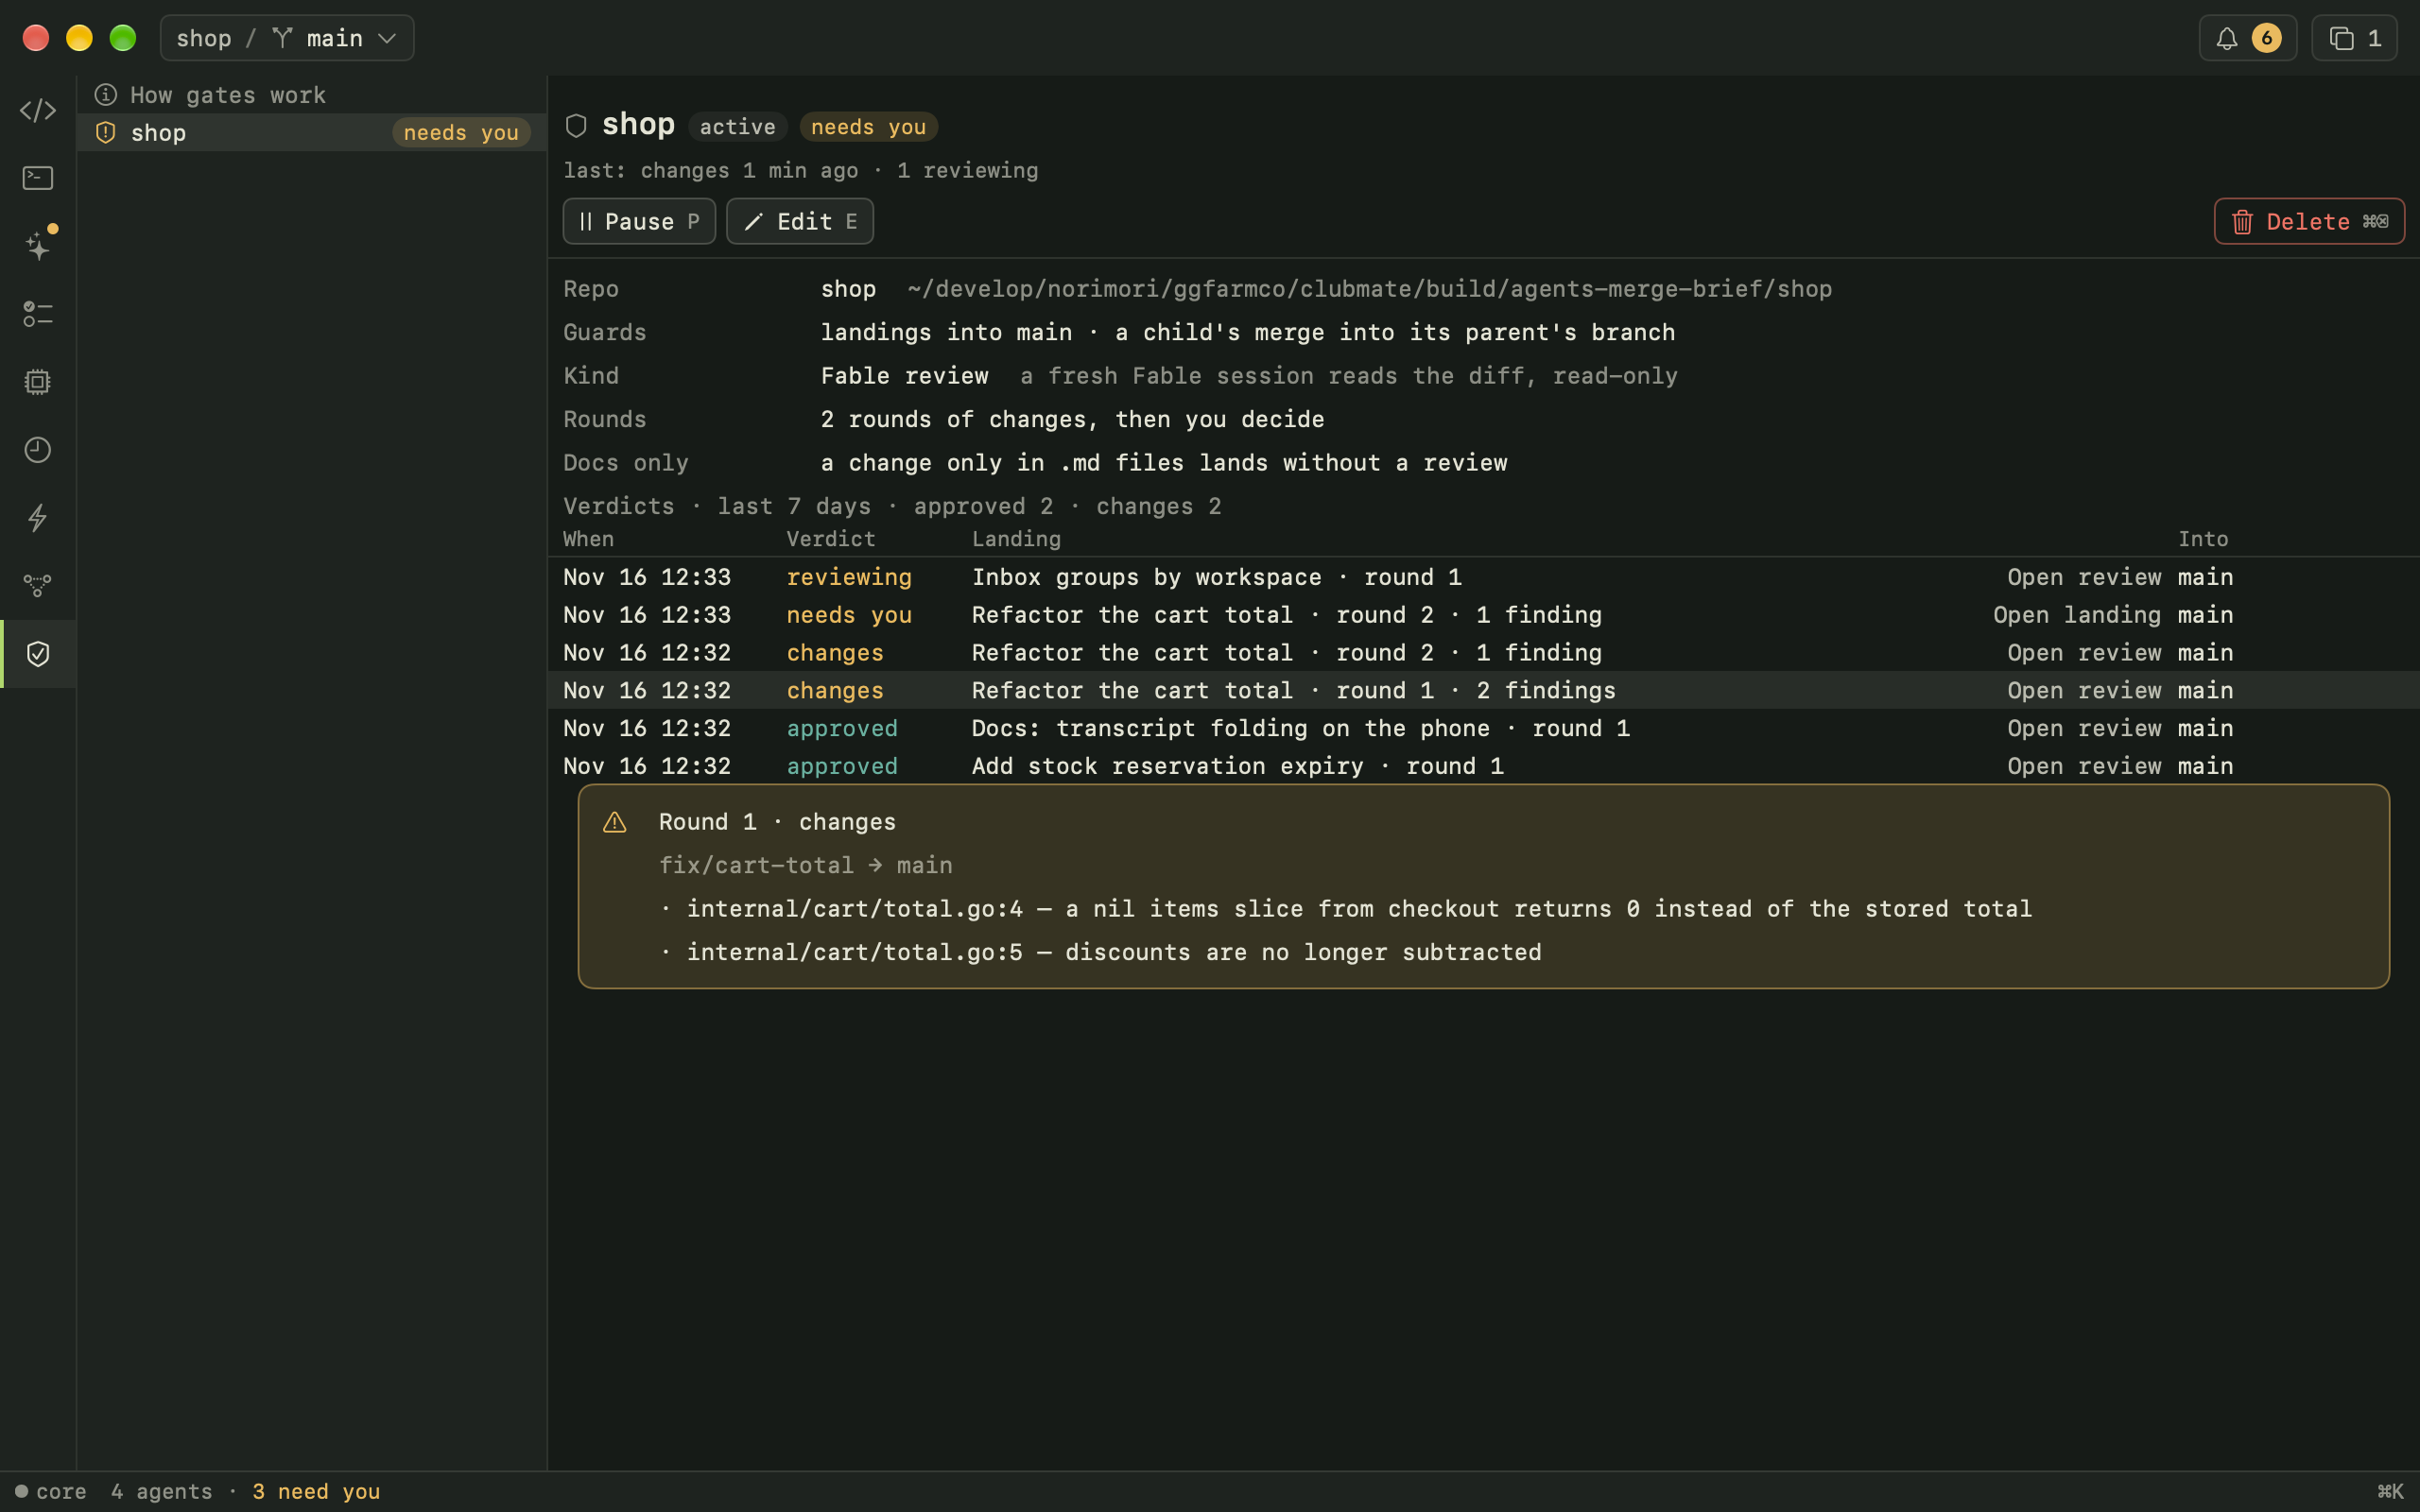 shop / main
6
1
How gates work
shop needs you
shop active needs you
last: changes 1 min ago · 1 reviewing
Pause P
Edit E
Delete ⌘⌫
Repo shop ~/develop/norimori/ggfarmco/clubmate/build/agents-merge-brief/shop
Guards landings into main · a child's merge into its parent's branch
Kind Fable review a fresh Fable session reads the diff, read-only
Rounds 2 rounds of changes, then you decide
Docs only a change only in .md files lands without a review
Verdicts · last 7 days · approved 2 · changes 2
When Verdict Landing Into
Nov 16 12:33 reviewing Inbox groups by workspace · round 1 Open review main
Nov 16 12:33 needs you Refactor the cart total · round 2 · 1 finding Open landing main
Nov 16 12:32 changes Refactor the cart total · round 2 · 1 finding Open review main
Nov 16 12:32 changes Refactor the cart total · round 1 · 2 findings Open review main
Nov 16 12:32 approved Docs: transcript folding on the phone · round 1 Open review main
Nov 16 12:32 approved Add stock reservation expiry · round 1 Open review main
Round 1 · changes
fix/cart-total → main
· internal/cart/total.go:4 — a nil items slice from checkout returns 0 instead of the stored total
· internal/cart/total.go:5 — discounts are no longer subtracted
core 4 agents · 3 need you
⌘K